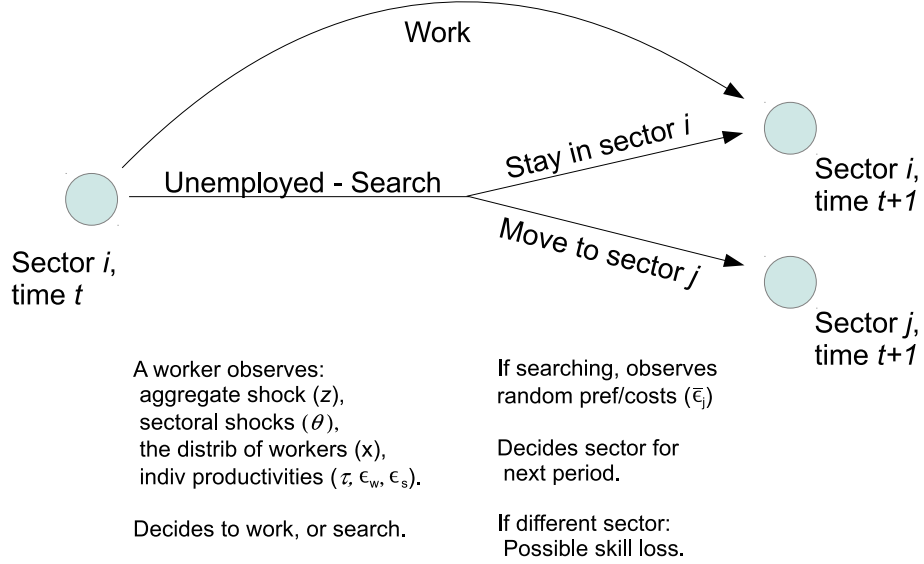 Work
Stay in sector i
Unemployed - Search
Move to sector j
Sector i,
time t
Sector i,
time t+1
Sector j,
time t+1
A worker observes:
aggregate shock (z),
sectoral shocks (θ),
the distrib of workers (x),
indiv productivities (τ, ϵw, ϵs).
Decides to work, or search.
If searching, observes
random pref/costs (ϵ̅j)
Decides sector for
next period.
If different sector:
Possible skill loss.